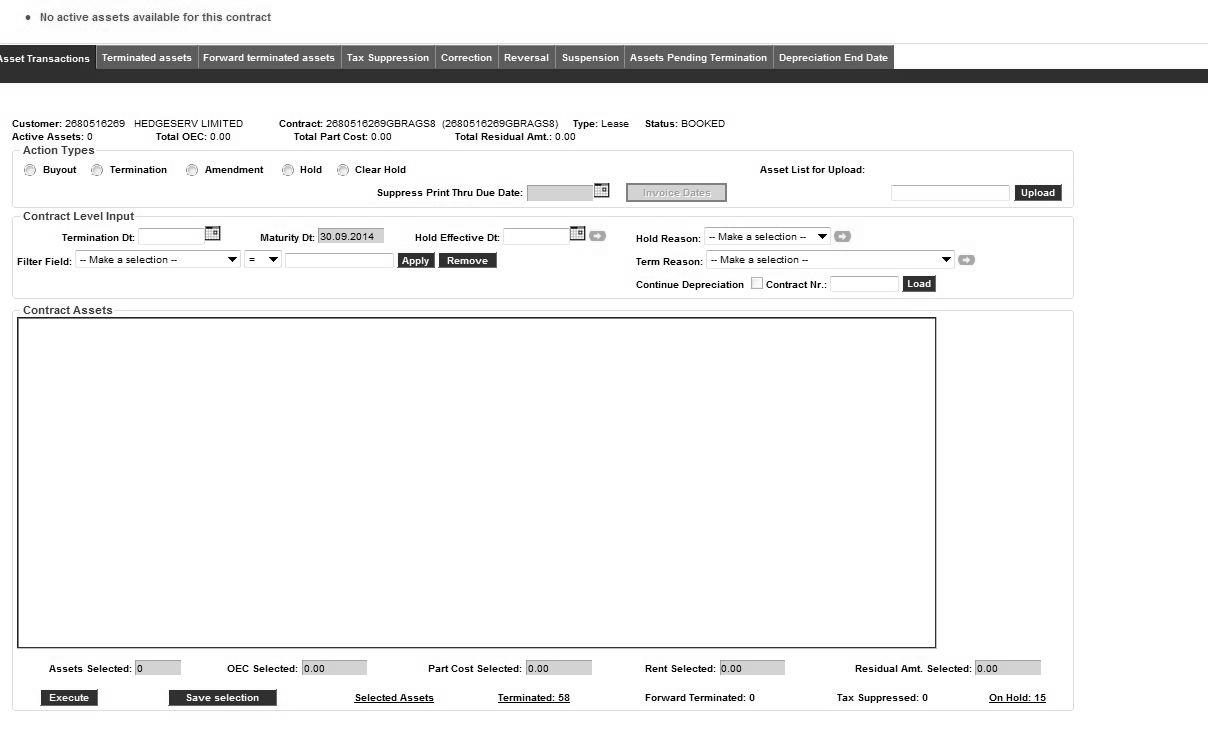 • No active assets available for this contract
Asset Transactions Terminated assets Forward terminated assets Tax Suppression Correction Reversal Suspension Assets Pending Termination Depreciation End Date
Customer: 2680516269 HEDGESERV LIMITED Contract: 2680516269GBRAGS8 (2680516269GBRAGS8) Type: Lease Status: BOOKED
Active Assets: 0 Total OEC: 0.00 Total Part Cost: 0.00 Total Residual Amt.: 0.00
Action Types
Buyout Termination Amendment Hold Clear Hold Asset List for Upload:
Suppress Print Thru Due Date: Invoice Dates Upload
Contract Level Input
Termination Dt: Maturity Dt: 30.09.2014 Hold Effective Dt: Hold Reason: -- Make a selection --
Filter Field: -- Make a selection -- = Apply Remove Term Reason: -- Make a selection --
Continue Depreciation Contract Nr.: Load
Contract Assets
Assets Selected: 0 OEC Selected: 0.00 Part Cost Selected: 0.00 Rent Selected: 0.00 Residual Amt. Selected: 0.00
Execute Save selection Selected Assets Terminated: 58 Forward Terminated: 0 Tax Suppressed: 0 On Hold: 15